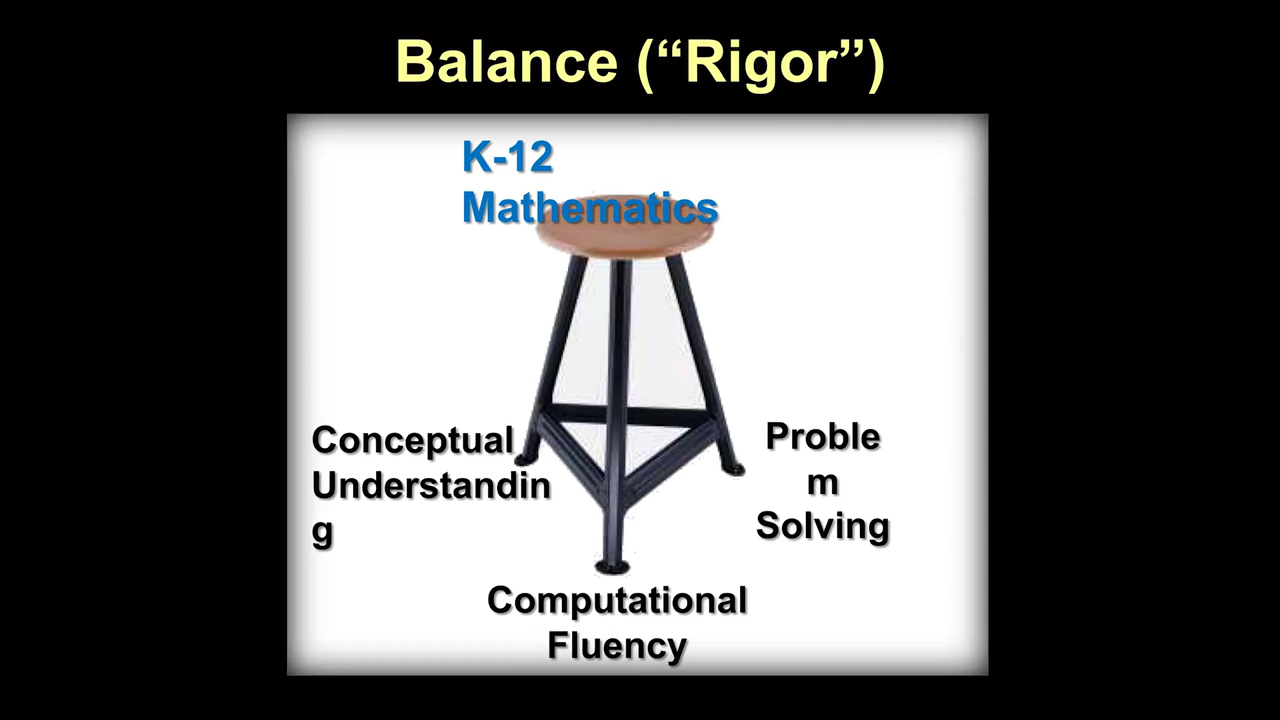 Balance (“Rigor”)
K-12
Mathematics
Conceptual
Understandin
g
Proble
m
Solving
Computational
Fluency